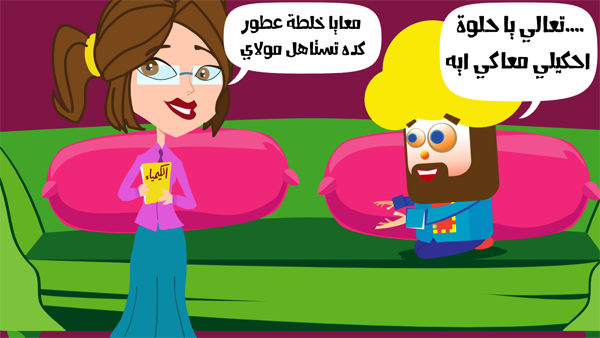 ....تعالي يا حلوة
احكيلي معاكي ايه
معايا خلطة عطور
كده تستاهل مولاي
الكيمياء